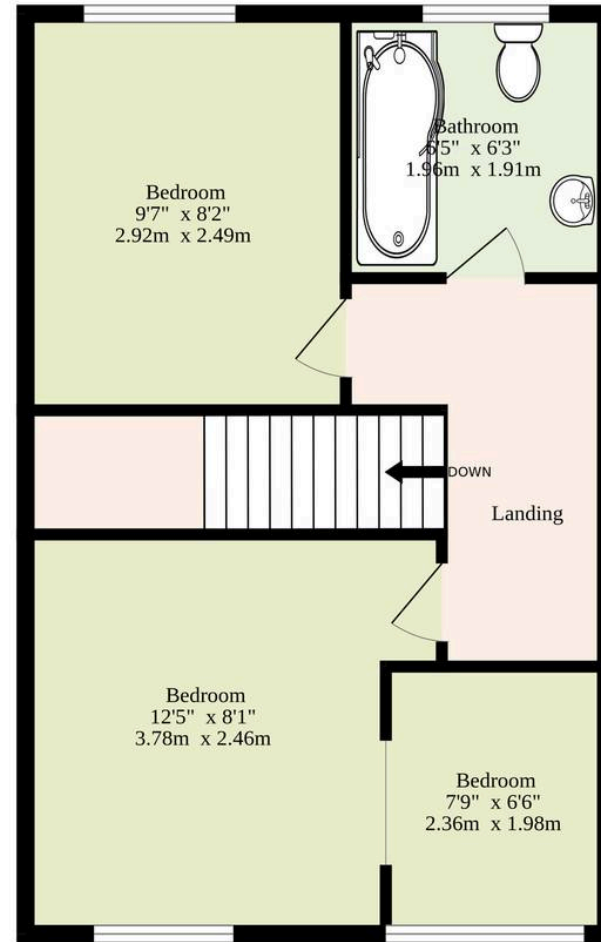 Bathroom
6'5" x 6'3"
1.96m x 1.91m
Bedroom
9'7" x 8'2"
2.92m x 2.49m
DOWN
Landing
Bedroom
12'5" x 8'1"
3.78m x 2.46m
Bedroom
7'9" x 6'6"
2.36m x 1.98m